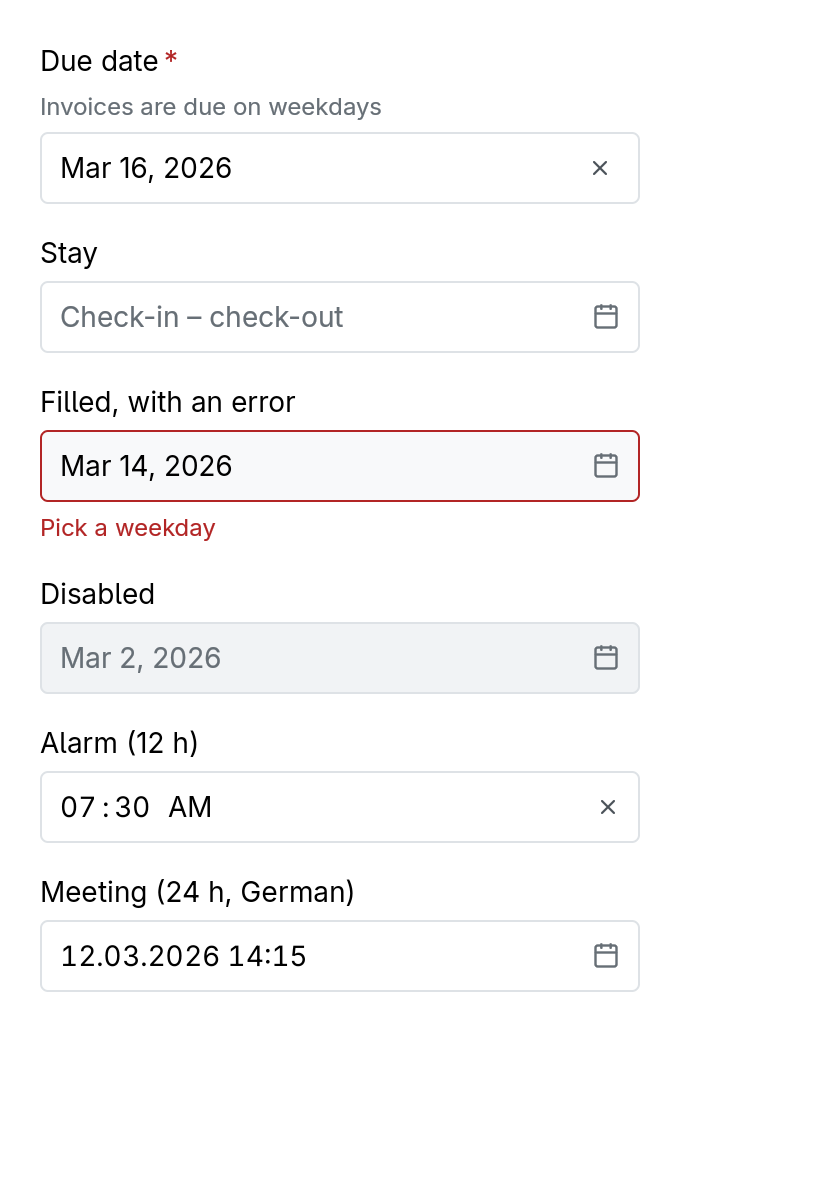 Due date *
Invoices are due on weekdays
Mar 16, 2026
Stay
Check-in – check-out
Filled, with an error
Mar 14, 2026
Pick a weekday
Disabled
Mar 2, 2026
Alarm (12 h)
07:30 AM
Meeting (24 h, German)
12.03.2026 14:15